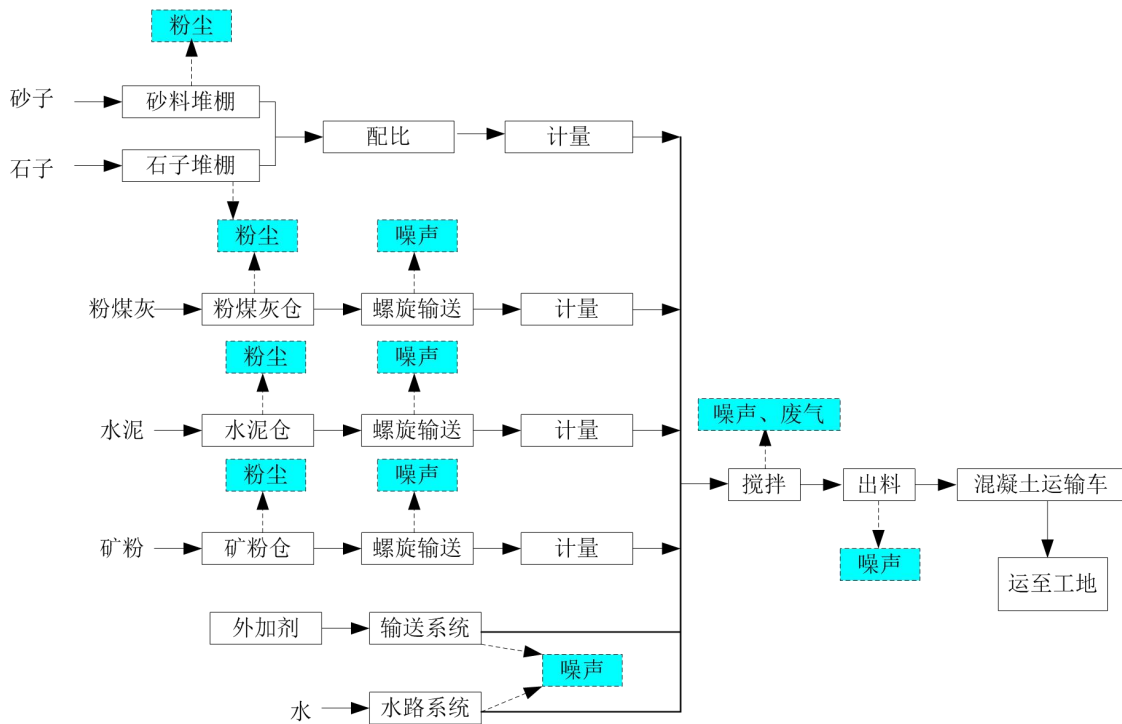 粉尘
砂子 砂料堆棚
配比 计量
石子 石子堆棚
粉尘 噪声
粉煤灰 粉煤灰仓 螺旋输送 计量
粉尘 噪声
水泥 水泥仓 螺旋输送 计量
噪声、废气
粉尘 噪声
搅拌 出料 混凝土运输车
矿粉 矿粉仓 螺旋输送 计量
噪声
运至工地
外加剂 输送系统
噪声
水 水路系统